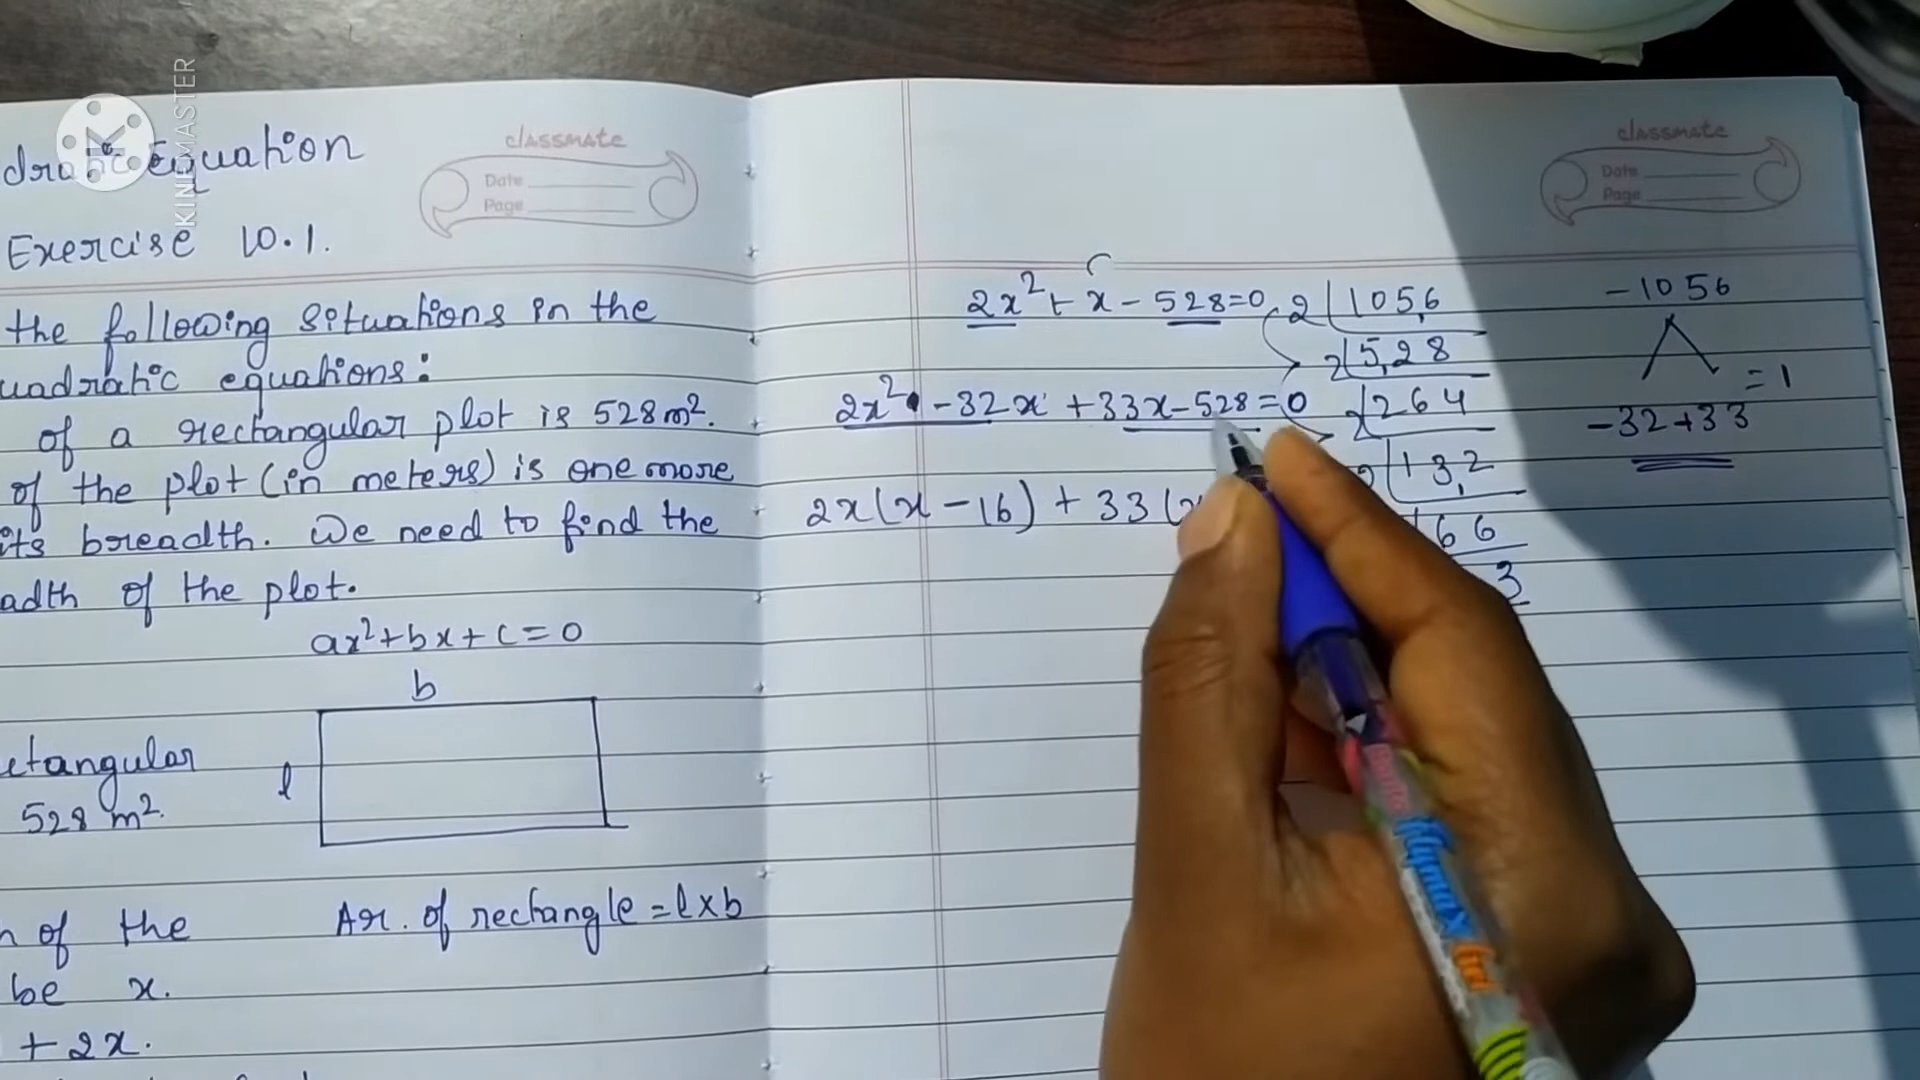 KINEMASTER
Equation
classmate
Date
Page
Exercise 10.1.
the following situations in the
equations:
of a rectangular plot is 528m².
of the plot (in meters) is one more
its breadth. We need to find the
of the plot.
ax²+bx+c=0
b
l
528 m².
of the
Ar. of rectangle = l×b
be x.
+ 2x.
classmate
Date
Page
2x²+x-528=0
2x² -32x +33x-528=0
2x(x-16) + 33(
2 1056
2 528
2 264
132
66
3
-1056
=1
-32+33